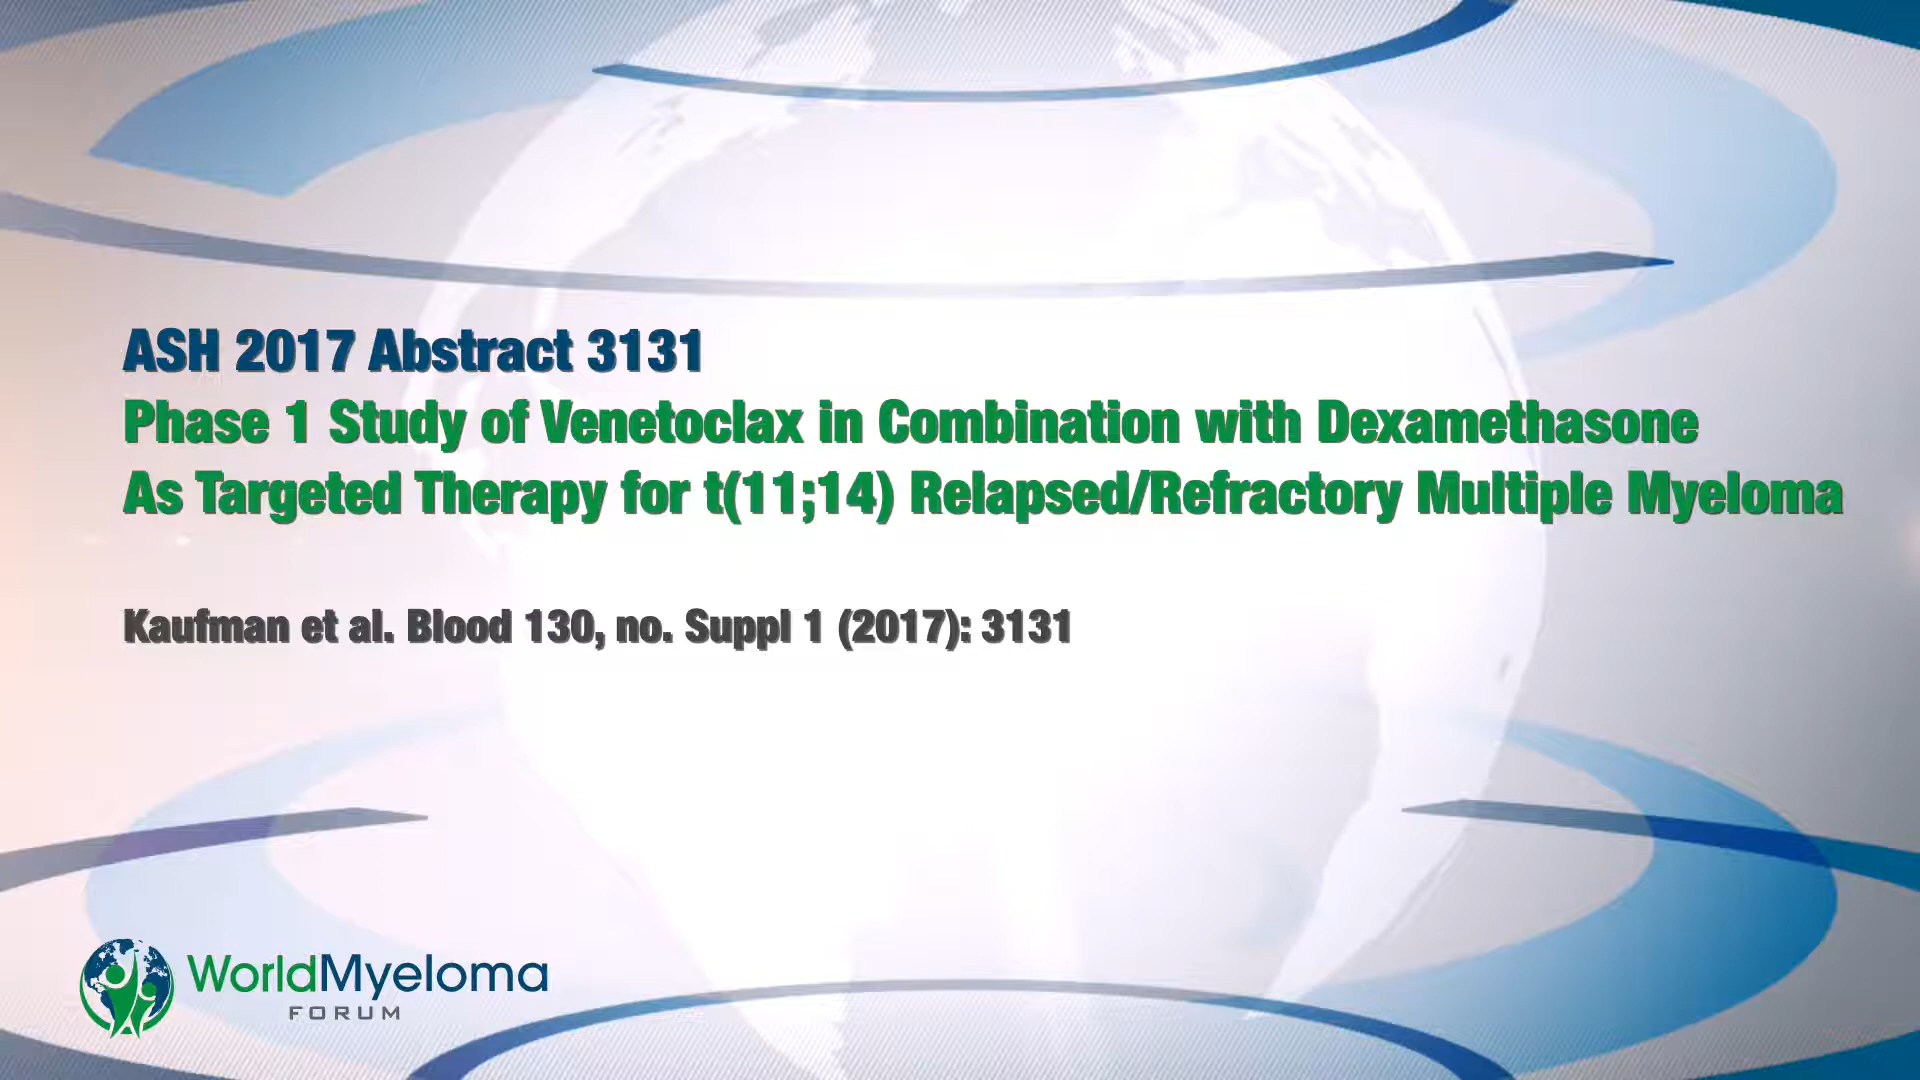 ASH 2017 Abstract 3131
Phase 1 Study of Venetoclax in Combination with Dexamethasone
As Targeted Therapy for t(11;14) Relapsed/Refractory Multiple Myeloma
Kaufman et al. Blood 130, no. Suppl 1 (2017): 3131
WorldMyeloma
FORUM